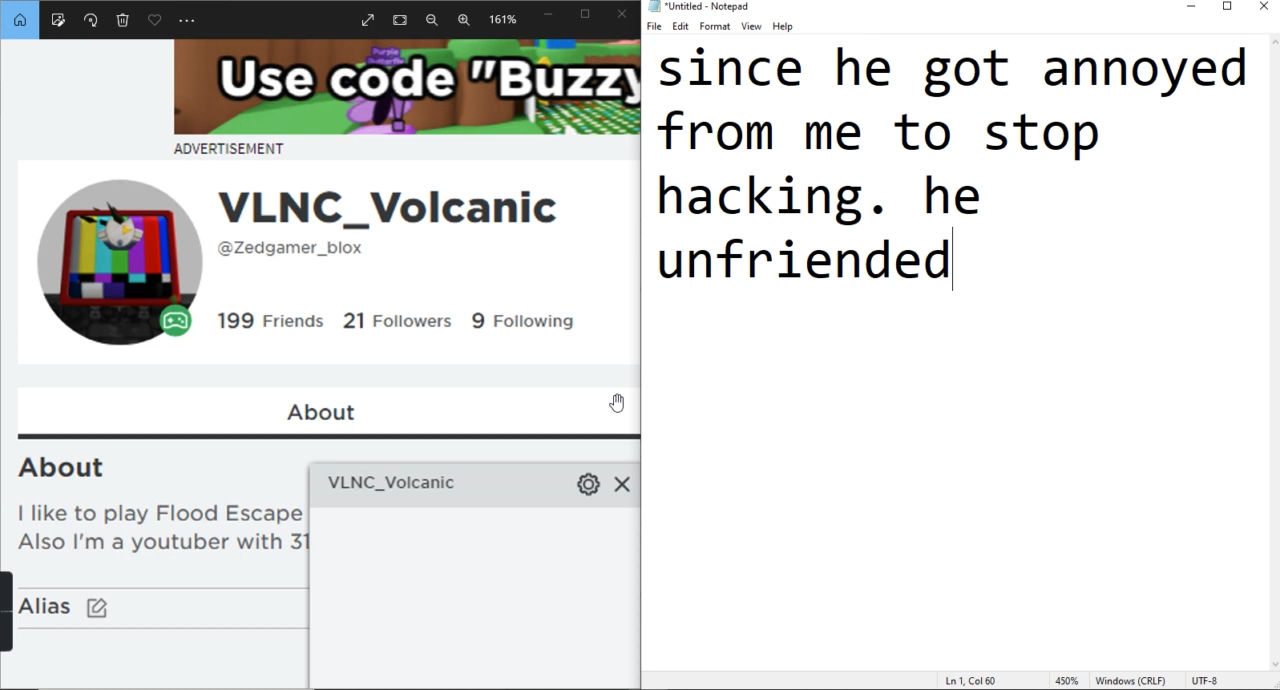 161%
*Untitled - Notepad
File Edit Format View Help
Purple
Use code "Buzzy
ADVERTISEMENT
VLNC_Volcanic
@Zedgamer_blox
199 Friends 21 Followers 9 Following
About
About
I like to play Flood Escape
Also I'm a youtuber with 31
Alias
VLNC_Volcanic
since he got annoyed
from me to stop
hacking. he
unfriended
Ln 1, Col 60 450% Windows (CRLF) UTF-8